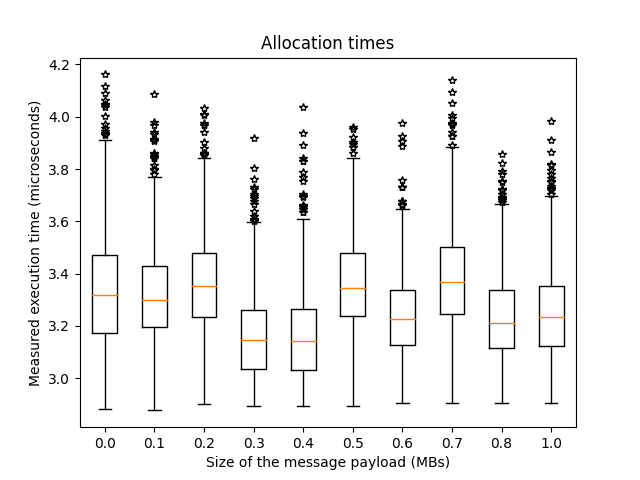 Allocation times
Measured execution time (microseconds)
4.2
4.0
3.8
3.6
3.4
3.2
3.0
0.0 0.1 0.2 0.3 0.4 0.5 0.6 0.7 0.8 1.0
Size of the message payload (MBs)